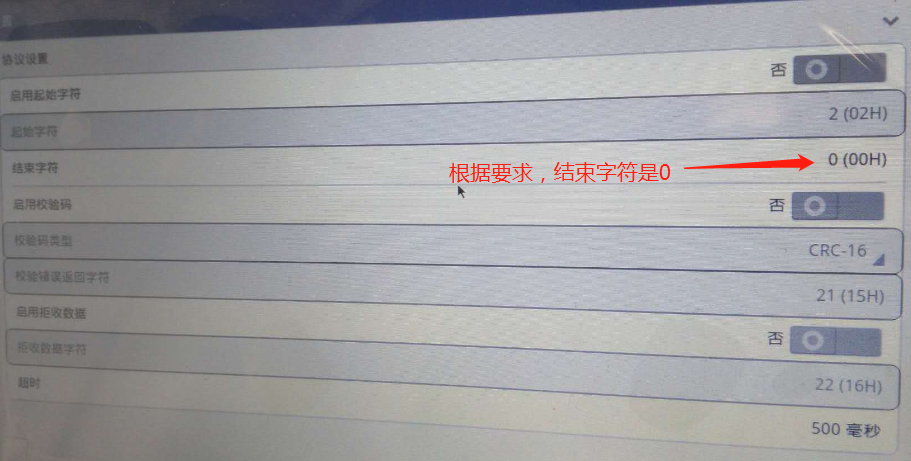 协议设置
启用起始字符
否
起始字符
2 (02H)
结束字符
0 (00H)
根据要求，结束字符是0
启用校验码
否
校验码类型
CRC-16
校验错误返回字符
21 (15H)
启用拒收数据
否
拒收数据字符
22 (16H)
超时
500 毫秒